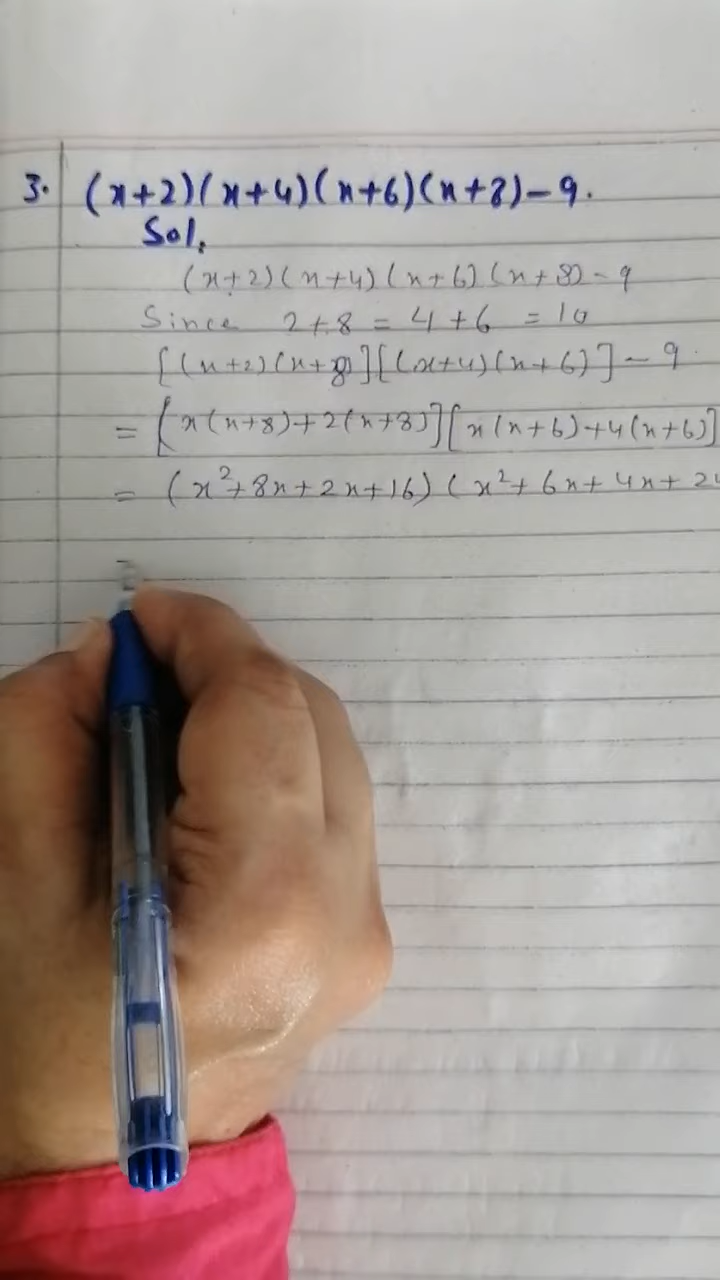 3. (x+2)(x+4)(x+6)(x+8)-9.
Sol.
(x+2)(x+4)(x+6)(x+8)-9
Since 2+8 = 4+6 = 10
[(x+2)(x+8)][(x+4)(x+6)]-9.
= [x(x+8)+2(x+8)][x(x+6)+4(x+6)]
= (x²+8x+2x+16)(x²+6x+4x+24
=